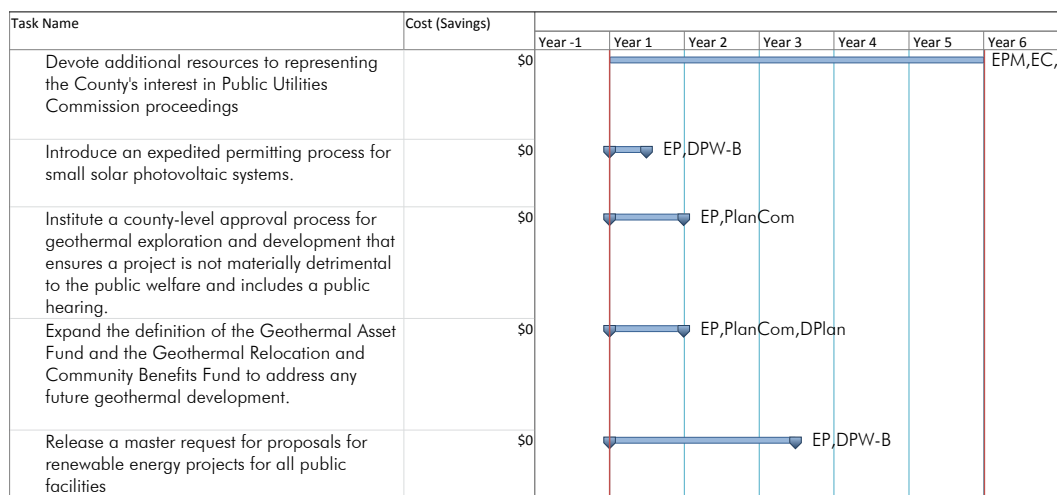 Task Name Cost (Savings)
Year -1 Year 1 Year 2 Year 3 Year 4 Year 5 Year 6
Devote additional resources to representing $0 EPM,EC,
the County's interest in Public Utilities
Commission proceedings
Introduce an expedited permitting process for $0 EP,DPW-B
small solar photovoltaic systems.
Institute a county-level approval process for $0 EP,PlanCom
geothermal exploration and development that
ensures a project is not materially detrimental
to the public welfare and includes a public
hearing.
Expand the definition of the Geothermal Asset $0 EP,PlanCom,DPlan
Fund and the Geothermal Relocation and
Community Benefits Fund to address any
future geothermal development.
Release a master request for proposals for $0 EP,DPW-B
renewable energy projects for all public
facilities